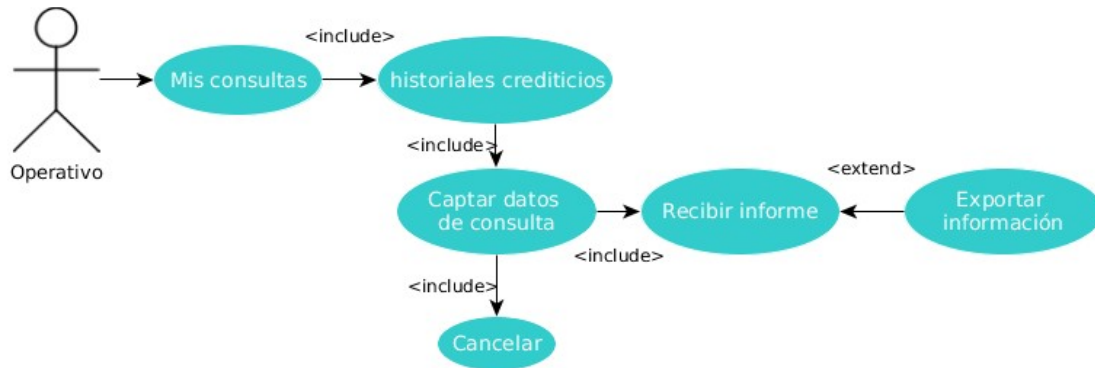 <include>
Mis consultas
historiales crediticios
Operativo
<include>
Captar datos
de consulta
<include>
Recibir informe
<extend>
Exportar
información
<include>
Cancelar